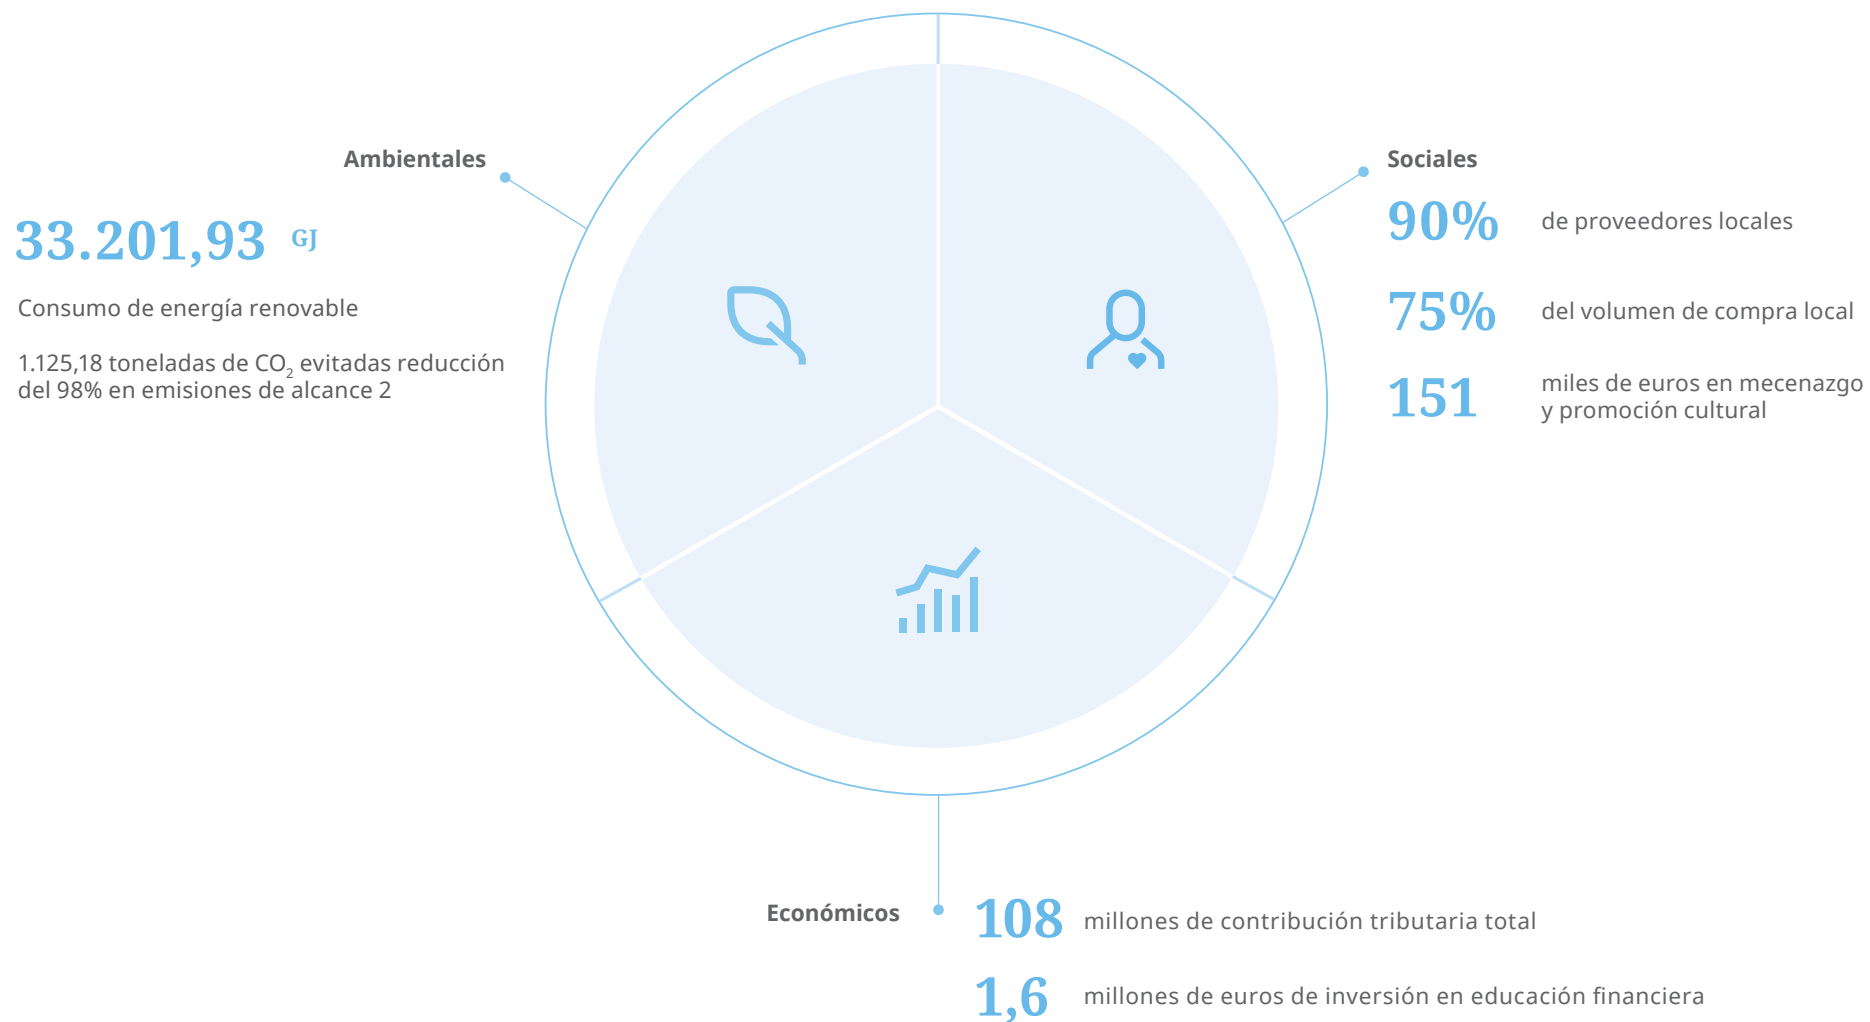 Ambientales
33.201,93 GJ
Consumo de energía renovable
1.125,18 toneladas de CO₂ evitadas reducción
del 98% en emisiones de alcance 2
Sociales
90% de proveedores locales
75% del volumen de compra local
151 miles de euros en mecenazgo
y promoción cultural
Económicos
108 millones de contribución tributaria total
1,6 millones de euros de inversión en educación financiera